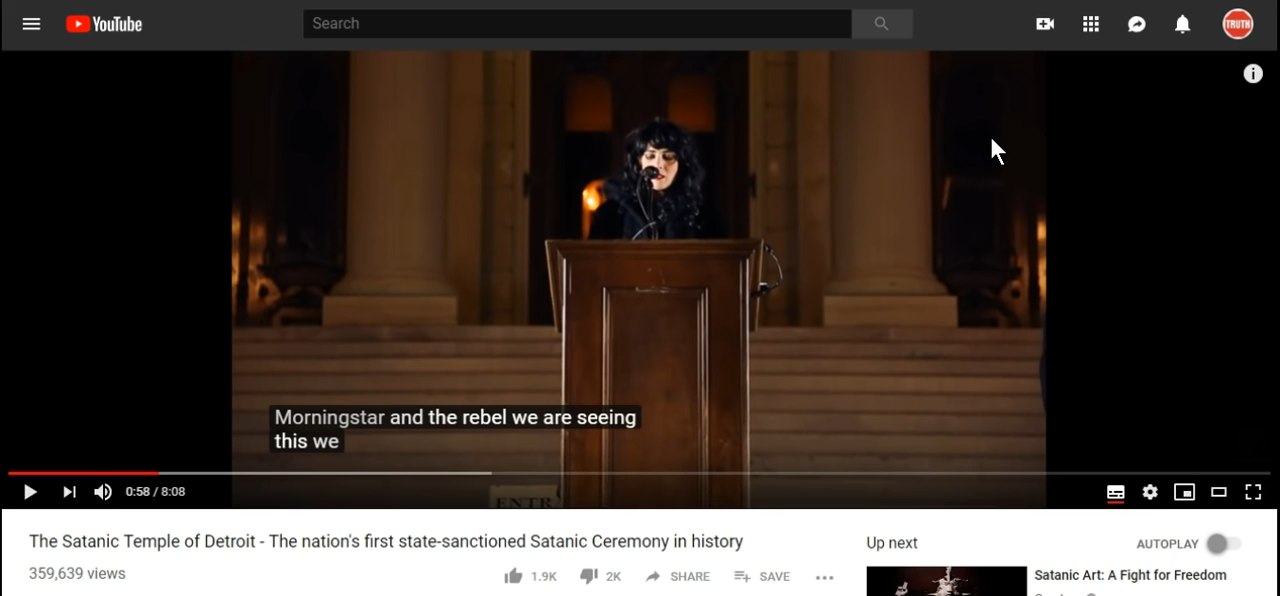 YouTube
Search
TRUTH
Morningstar and the rebel we are seeing
this we
ENTR
0:58 / 8:08
The Satanic Temple of Detroit - The nation's first state-sanctioned Satanic Ceremony in history
359,639 views
1.9K
2K
SHARE
SAVE
Up next
AUTOPLAY
Satanic Art: A Fight for Freedom